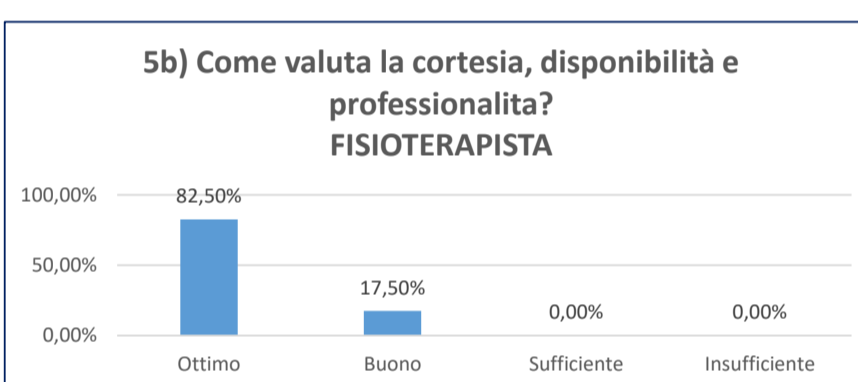 5b) Come valuta la cortesia, disponibilità e
professionalita?
FISIOTERAPISTA
100,00%
82,50%
50,00%
17,50%
0,00%
0,00%
0,00%
Ottimo
Buono
Sufficiente
Insufficiente